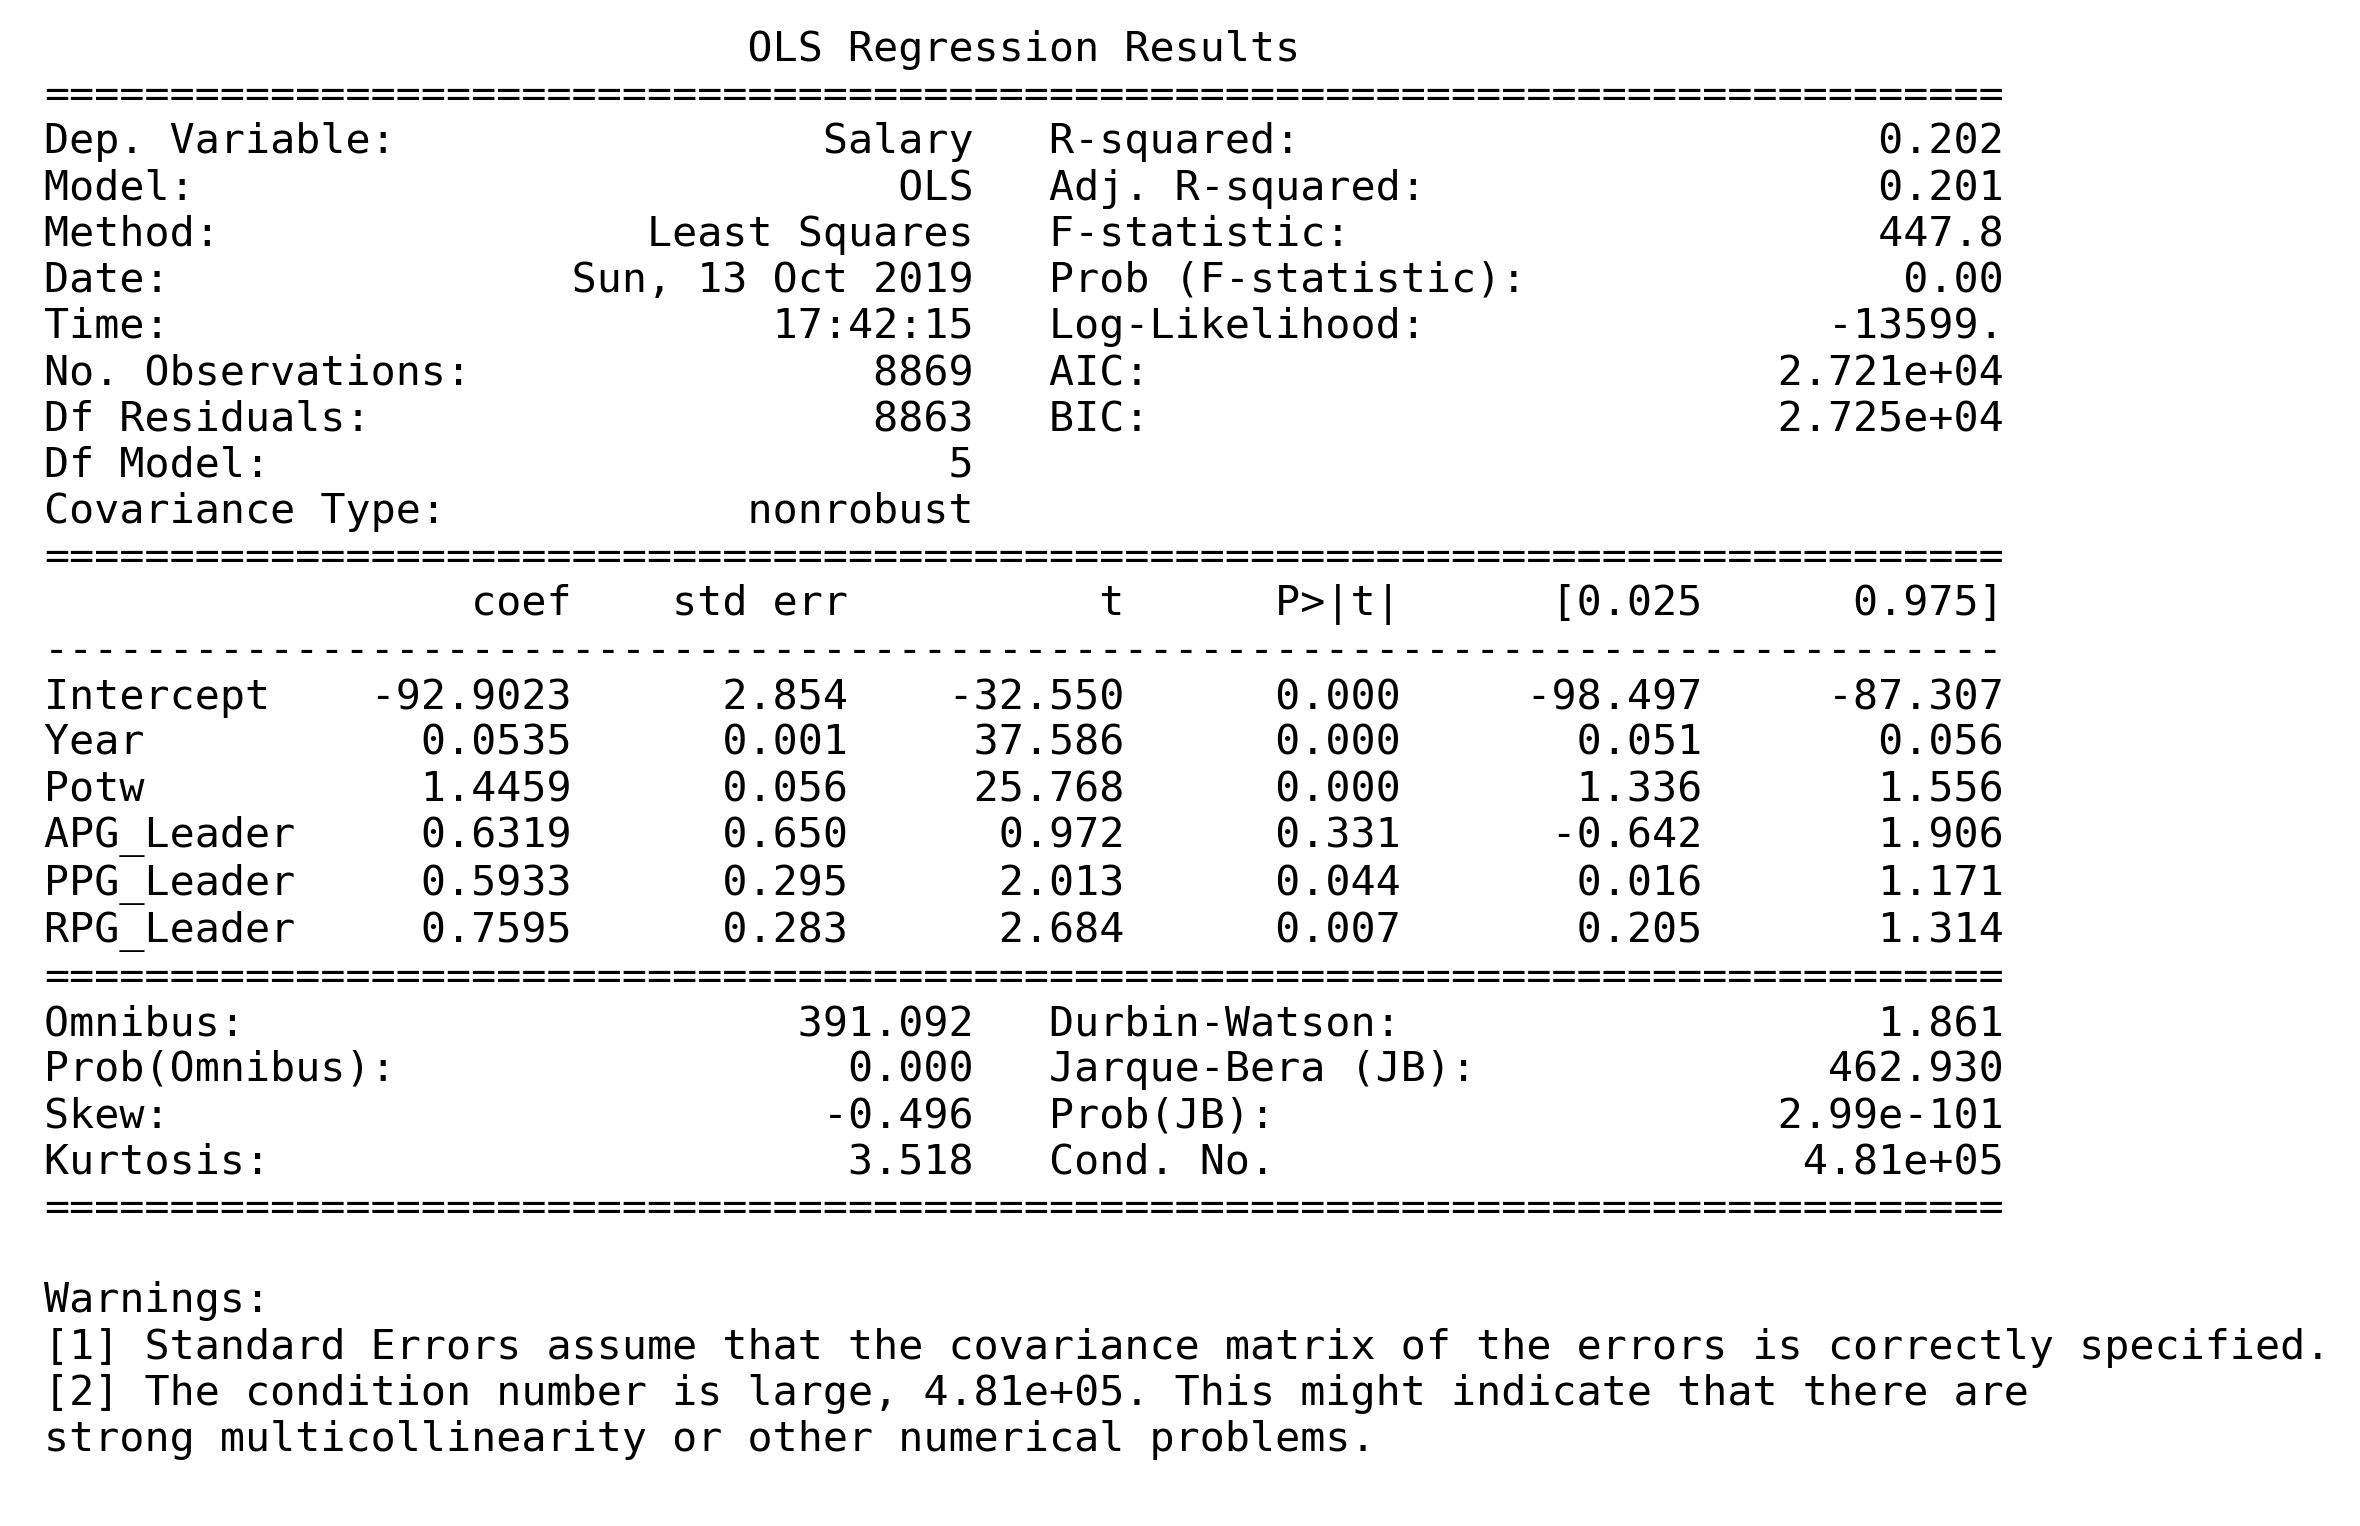 OLS Regression Results
==============================================================================
Dep. Variable:                 Salary   R-squared:                       0.202
Model:                            OLS   Adj. R-squared:                  0.201
Method:                 Least Squares   F-statistic:                     447.8
Date:                Sun, 13 Oct 2019   Prob (F-statistic):               0.00
Time:                        17:42:15   Log-Likelihood:                -13599.
No. Observations:                8869   AIC:                         2.721e+04
Df Residuals:                    8863   BIC:                         2.725e+04
Df Model:                           5
Covariance Type:            nonrobust
==============================================================================
                 coef    std err          t      P>|t|      [0.025      0.975]
------------------------------------------------------------------------------
Intercept    -92.9023      2.854    -32.550      0.000     -98.497     -87.307
Year           0.0535      0.001     37.586      0.000       0.051       0.056
Potw           1.4459      0.056     25.768      0.000       1.336       1.556
APG_Leader     0.6319      0.650      0.972      0.331      -0.642       1.906
PPG_Leader     0.5933      0.295      2.013      0.044       0.016       1.171
RPG_Leader     0.7595      0.283      2.684      0.007       0.205       1.314
==============================================================================
Omnibus:                      391.092   Durbin-Watson:                   1.861
Prob(Omnibus):                  0.000   Jarque-Bera (JB):              462.930
Skew:                          -0.496   Prob(JB):                    2.99e-101
Kurtosis:                       3.518   Cond. No.                     4.81e+05
==============================================================================

Warnings:
[1] Standard Errors assume that the covariance matrix of the errors is correctly specified.
[2] The condition number is large, 4.81e+05. This might indicate that there are
strong multicollinearity or other numerical problems.